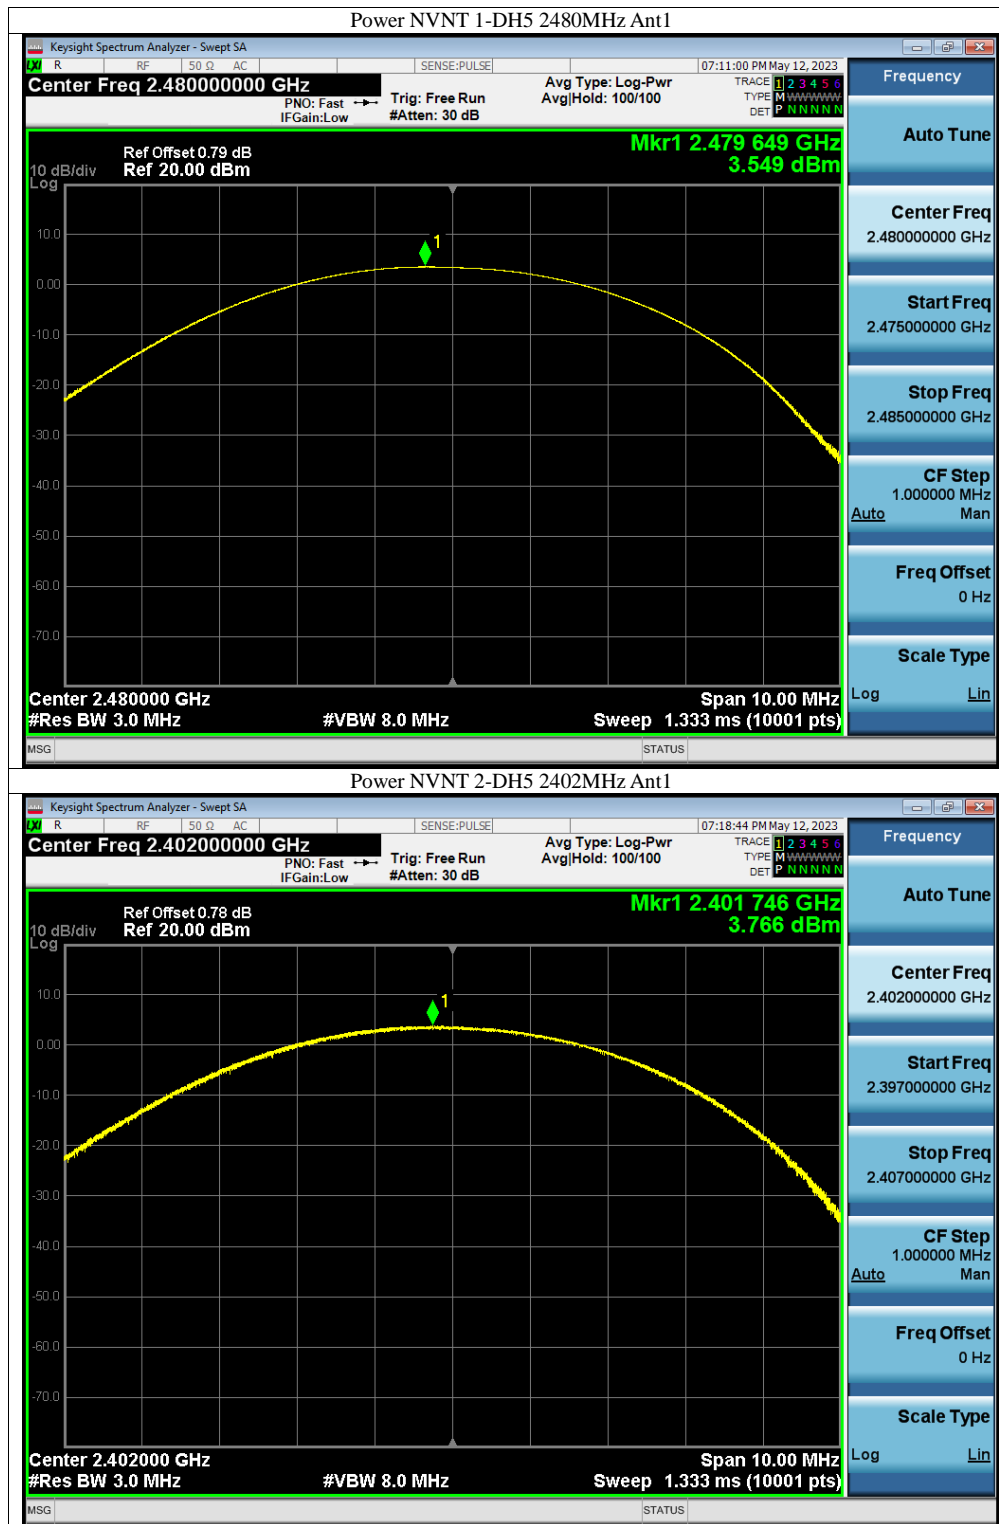 Power NVNT 1-DH5 2480MHz Ant1
Keysight Spectrum Analyzer - Swept SA
LXI R RF 50 Ω AC SENSE:PULSE 07:11:00 PM May 12, 2023
Center Freq 2.480000000 GHz
PNO: Fast
IFGain:Low
Trig: Free Run
#Atten: 30 dB
Avg Type: Log-Pwr
Avg|Hold: 100/100
TRACE 1 2 3 4 5 6
TYPE M WWWWW
DET P N N N N N
Frequency
Auto Tune
Center Freq
2.480000000 GHz
Start Freq
2.475000000 GHz
Stop Freq
2.485000000 GHz
CF Step
1.000000 MHz
Auto Man
Freq Offset
0 Hz
Scale Type
Log Lin
Mkr1 2.479 649 GHz
3.549 dBm
Ref Offset 0.79 dB
10 dB/div Ref 20.00 dBm
Log
1
10.0
0.00
-10.0
-20.0
-30.0
-40.0
-50.0
-60.0
-70.0
Center 2.480000 GHz Span 10.00 MHz
#Res BW 3.0 MHz #VBW 8.0 MHz Sweep 1.333 ms (10001 pts)
MSG STATUS
Power NVNT 2-DH5 2402MHz Ant1
Keysight Spectrum Analyzer - Swept SA
LXI R RF 50 Ω AC SENSE:PULSE 07:18:44 PM May 12, 2023
Center Freq 2.402000000 GHz
PNO: Fast
IFGain:Low
Trig: Free Run
#Atten: 30 dB
Avg Type: Log-Pwr
Avg|Hold: 100/100
TRACE 1 2 3 4 5 6
TYPE M WWWWW
DET P N N N N N
Frequency
Auto Tune
Center Freq
2.402000000 GHz
Start Freq
2.397000000 GHz
Stop Freq
2.407000000 GHz
CF Step
1.000000 MHz
Auto Man
Freq Offset
0 Hz
Scale Type
Log Lin
Mkr1 2.401 746 GHz
3.766 dBm
Ref Offset 0.78 dB
10 dB/div Ref 20.00 dBm
Log
1
10.0
0.00
-10.0
-20.0
-30.0
-40.0
-50.0
-60.0
-70.0
Center 2.402000 GHz Span 10.00 MHz
#Res BW 3.0 MHz #VBW 8.0 MHz Sweep 1.333 ms (10001 pts)
MSG STATUS